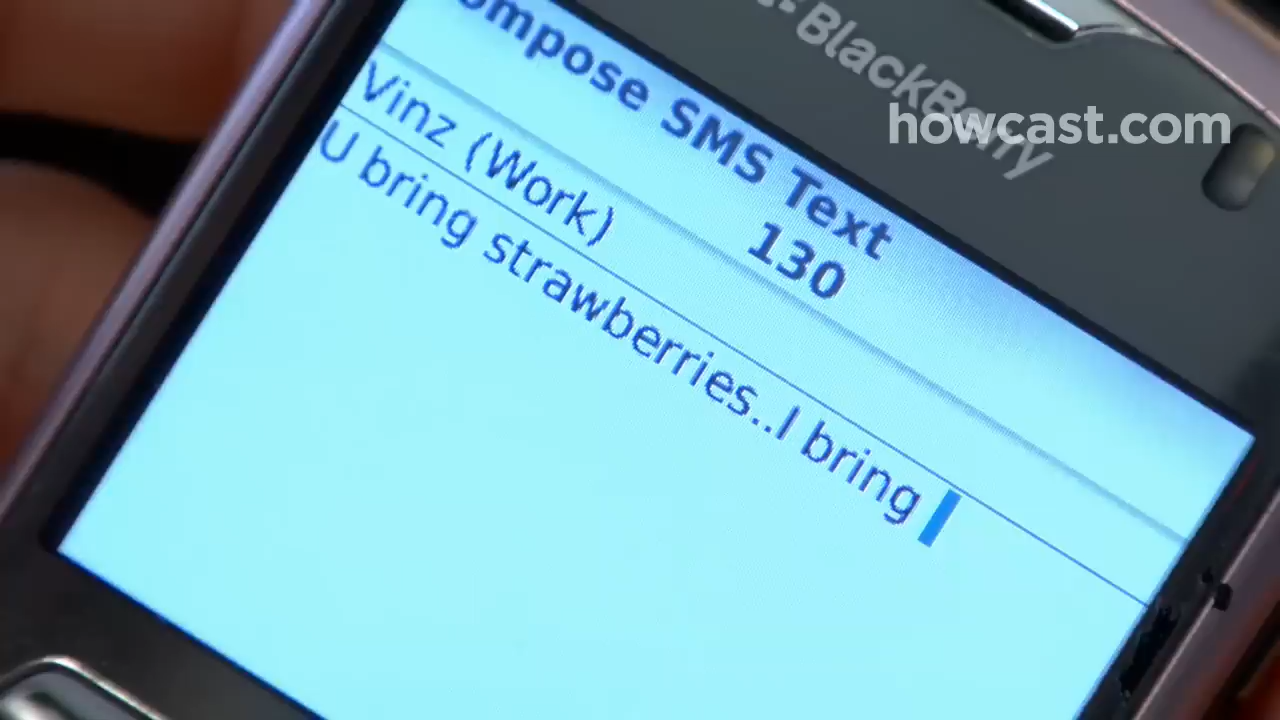 BlackBerry
howcast.com
ompose SMS Text
Vinz (Work) 130
U bring strawberries..I bring